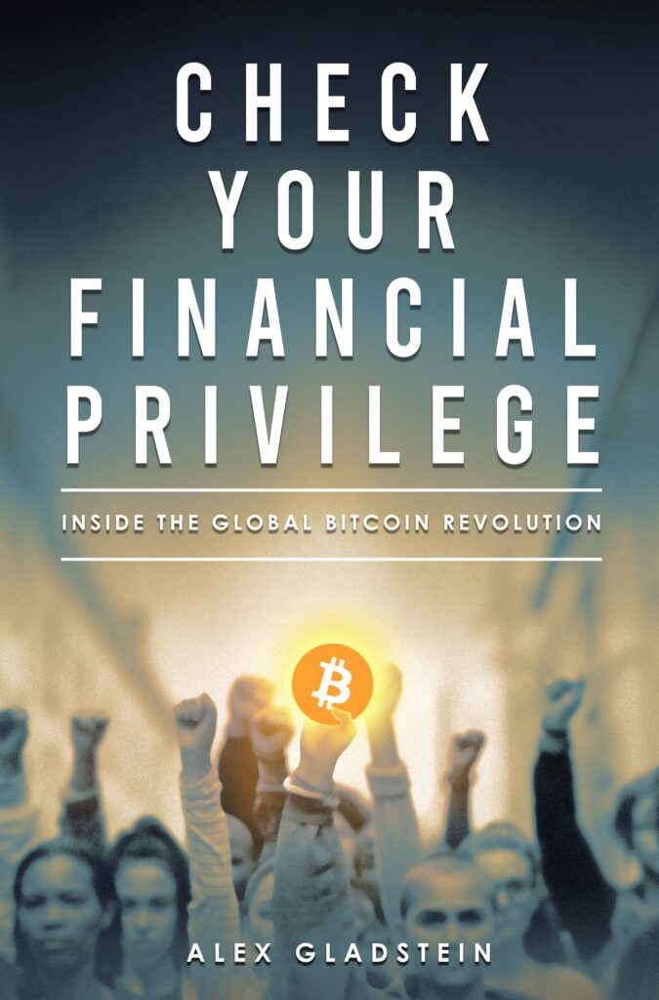 CHECK
YOUR
FINANCIAL
PRIVILEGE
INSIDE THE GLOBAL BITCOIN REVOLUTION
ALEX GLADSTEIN